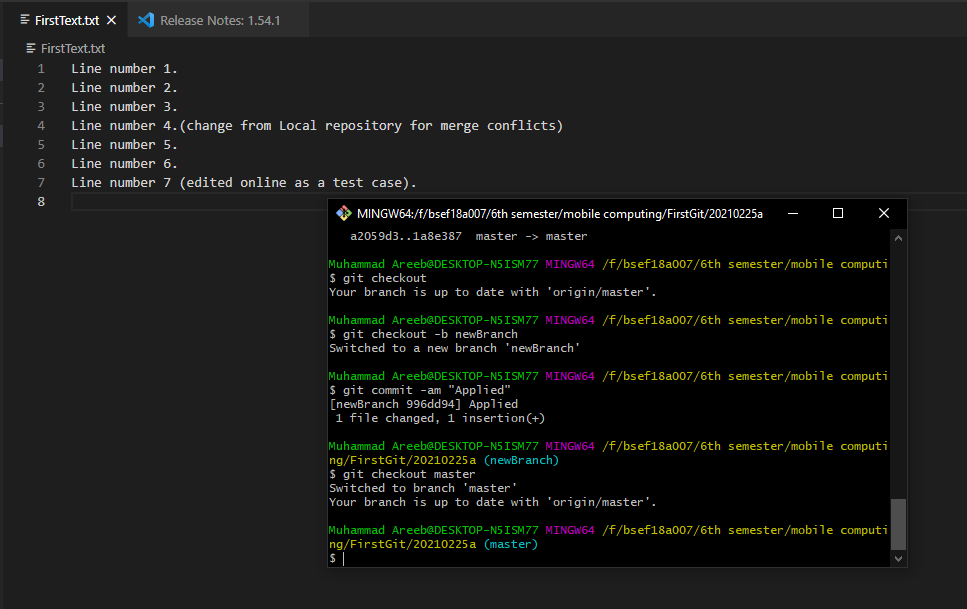 FirstText.txt
Release Notes: 1.54.1
FirstText.txt
1 Line number 1.
2 Line number 2.
3 Line number 3.
4 Line number 4.(change from Local repository for merge conflicts)
5 Line number 5.
6 Line number 6.
7 Line number 7 (edited online as a test case).
8
MINGW64:/f/bsef18a007/6th semester/mobile computing/FirstGit/20210225a
a2059d3..1a8e387 master -> master
Muhammad Areeb@DESKTOP-N5ISM77 MINGW64 /f/bsef18a007/6th semester/mobile computi
$ git checkout
Your branch is up to date with 'origin/master'.
Muhammad Areeb@DESKTOP-N5ISM77 MINGW64 /f/bsef18a007/6th semester/mobile computi
$ git checkout -b newBranch
Switched to a new branch 'newBranch'
Muhammad Areeb@DESKTOP-N5ISM77 MINGW64 /f/bsef18a007/6th semester/mobile computi
$ git commit -am "Applied"
[newBranch 996dd94] Applied
1 file changed, 1 insertion(+)
Muhammad Areeb@DESKTOP-N5ISM77 MINGW64 /f/bsef18a007/6th semester/mobile computi
ng/FirstGit/20210225a (newBranch)
$ git checkout master
Switched to branch 'master'
Your branch is up to date with 'origin/master'.
Muhammad Areeb@DESKTOP-N5ISM77 MINGW64 /f/bsef18a007/6th semester/mobile computi
ng/FirstGit/20210225a (master)
$